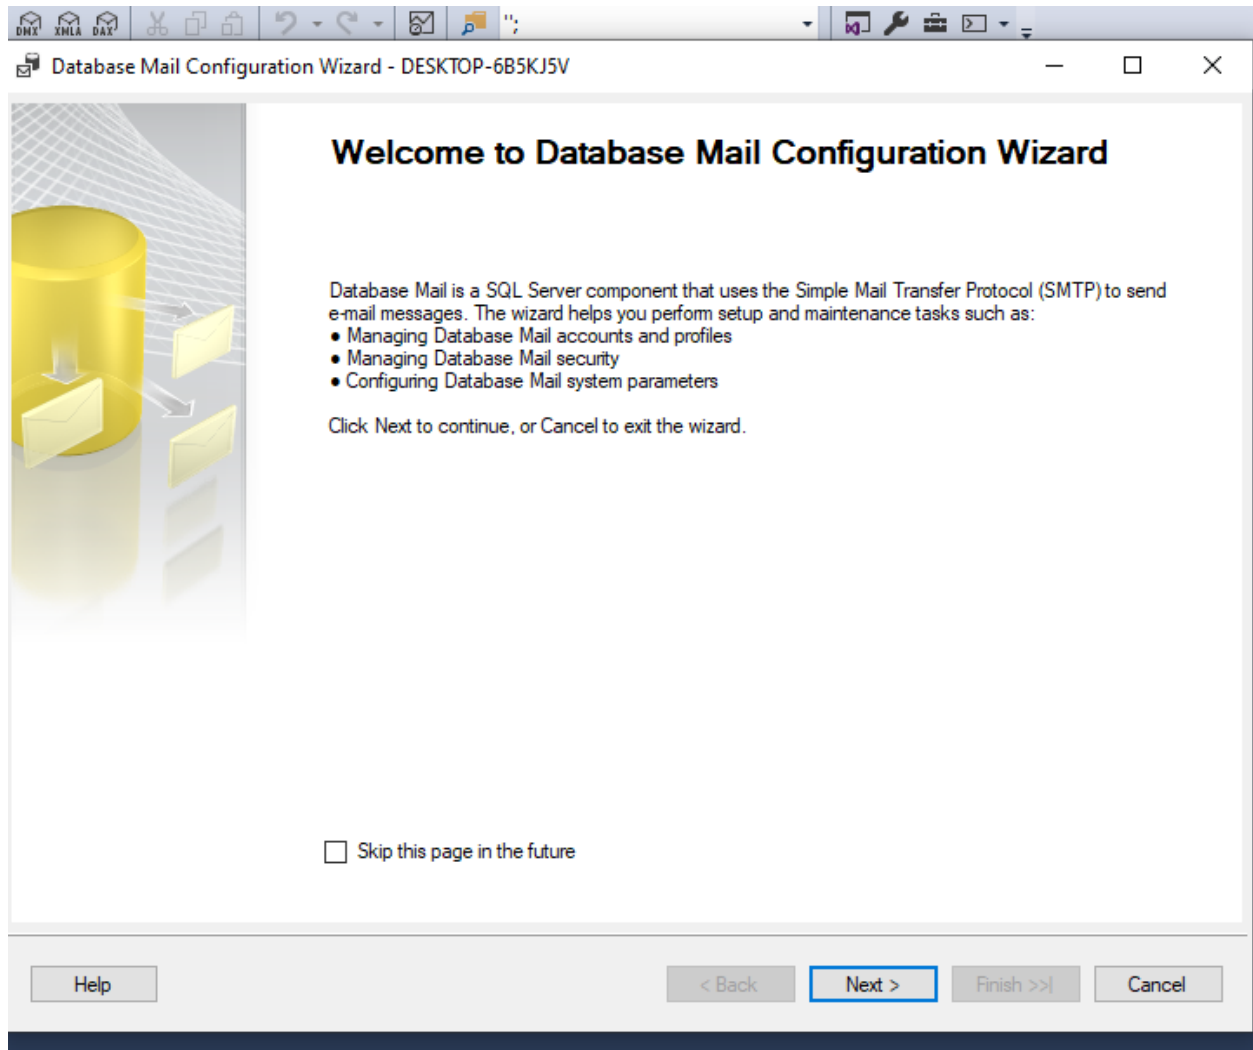 DMX XMLA DAX ";
Database Mail Configuration Wizard - DESKTOP-6B5KJ5V
Welcome to Database Mail Configuration Wizard
Database Mail is a SQL Server component that uses the Simple Mail Transfer Protocol (SMTP) to send
e-mail messages. The wizard helps you perform setup and maintenance tasks such as:
● Managing Database Mail accounts and profiles
● Managing Database Mail security
● Configuring Database Mail system parameters
Click Next to continue, or Cancel to exit the wizard.
Skip this page in the future
Help < Back Next > Finish >>| Cancel